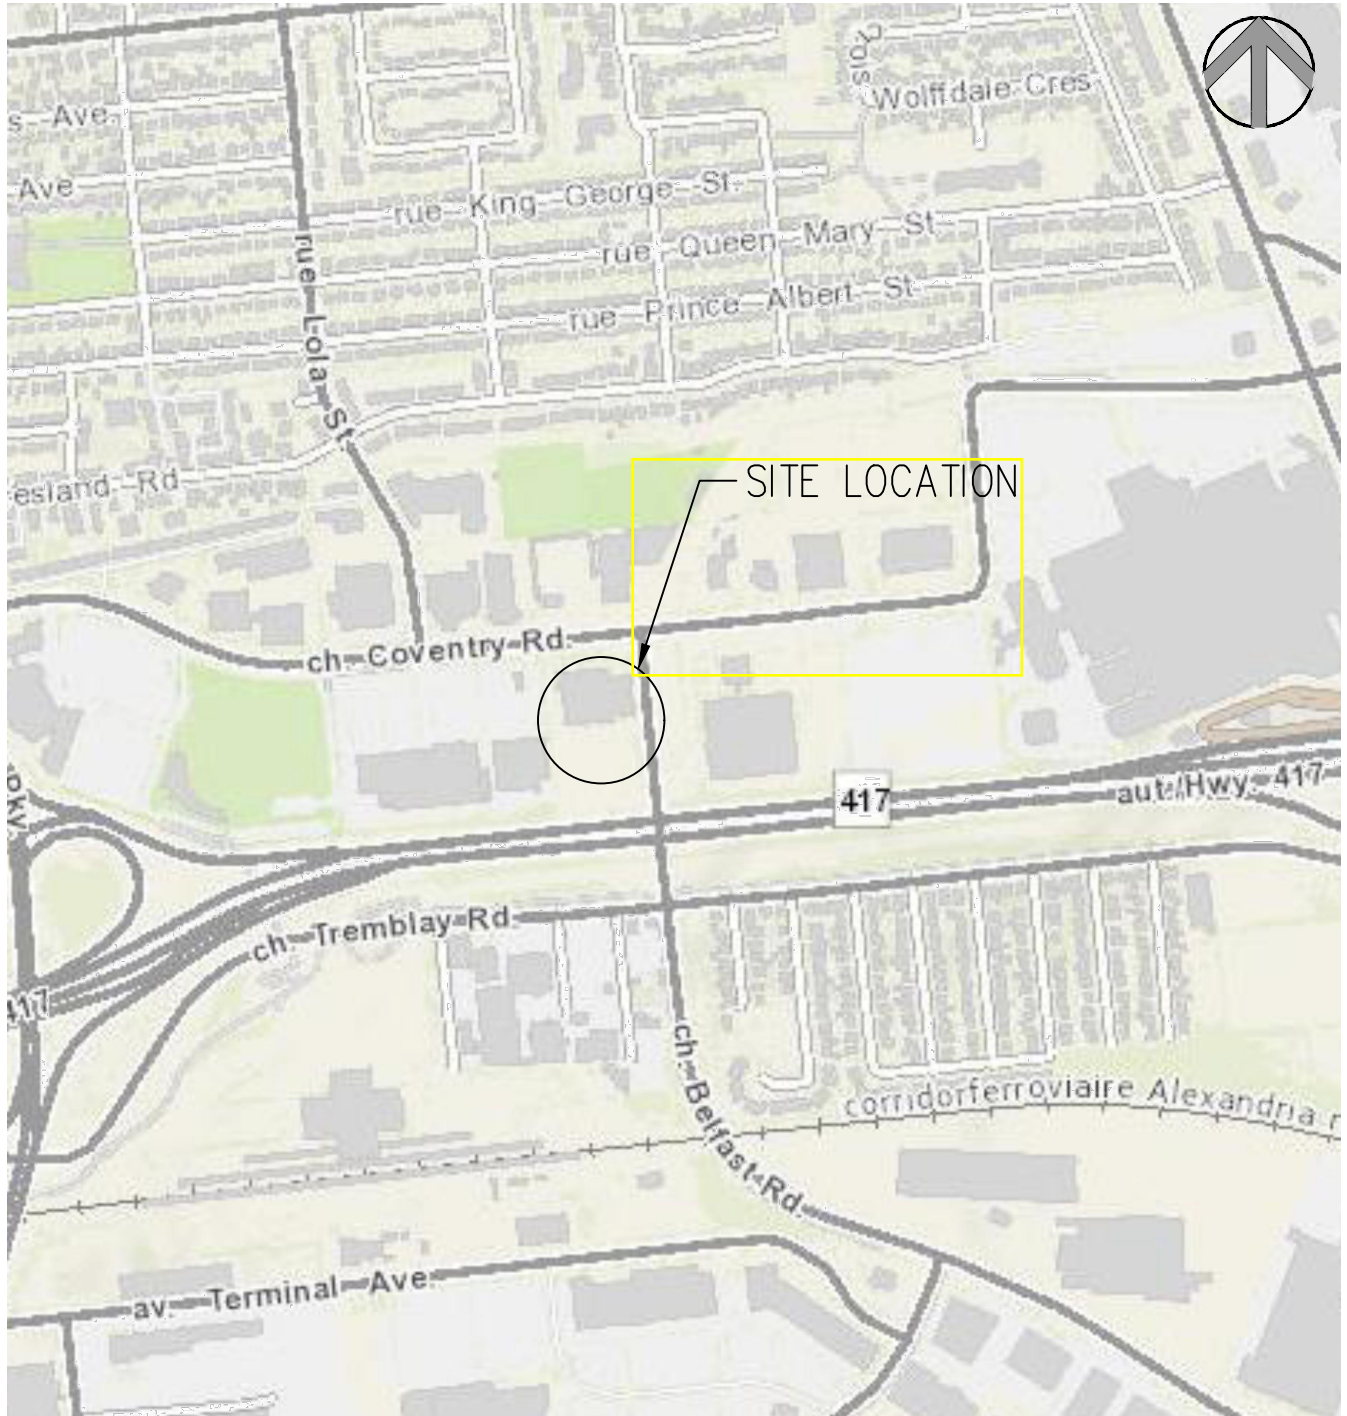 Crois
Wolffdale Cres
s Ave
Ave
rue King George St.
rue Queen Mary St
rue Prince Albert St
rue Lola St
esland Rd
SITE LOCATION
ch. Coventry Rd.
417
aut./Hwy. 417
Pkv
ch Tremblay Rd
417
ch. Belfast Rd.
corridorferroviaire Alexandria r
av. Terminal Ave.